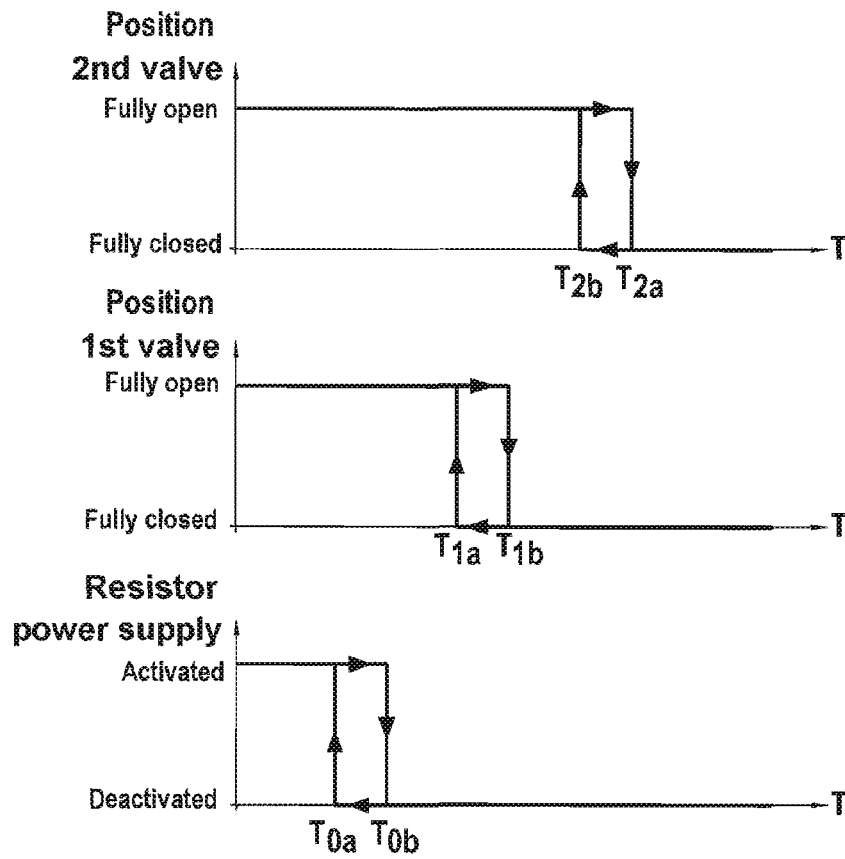 Position
2nd valve
Fully open
Fully closed
T
T2b T2a
Position
1st valve
Fully open
Fully closed
T
T1a T1b
Resistor
power supply
Activated
Deactivated
T
T0a T0b